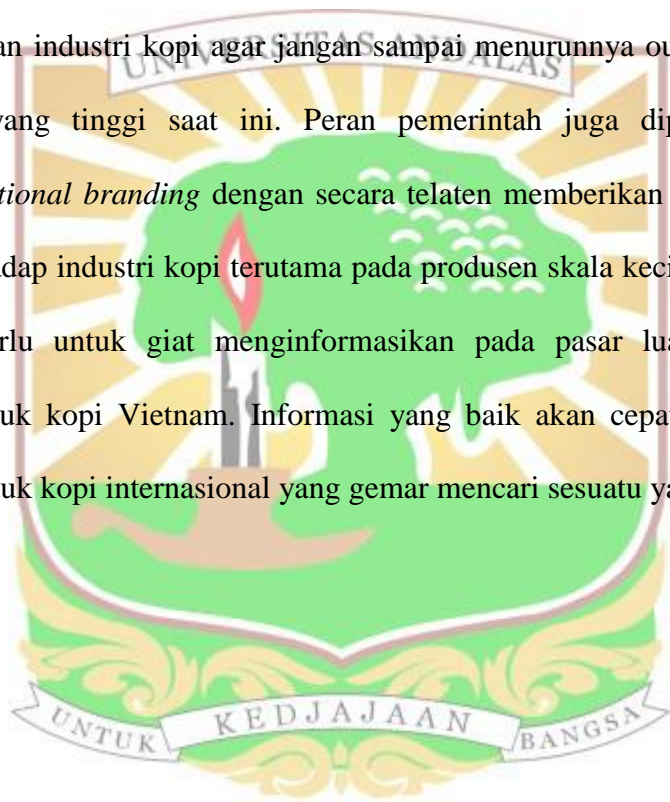 an industri kopi agar jangan sampai menurunnya ou
UNIVERSITAS ANDALAS
yang tinggi saat ini. Peran pemerintah juga dip
tional branding dengan secara telaten memberikan
adap industri kopi terutama pada produsen skala keci
rlu untuk giat menginformasikan pada pasar lua
uk kopi Vietnam. Informasi yang baik akan cepa
uk kopi internasional yang gemar mencari sesuatu ya
UNTUK KEDJAJAAN BANGSA